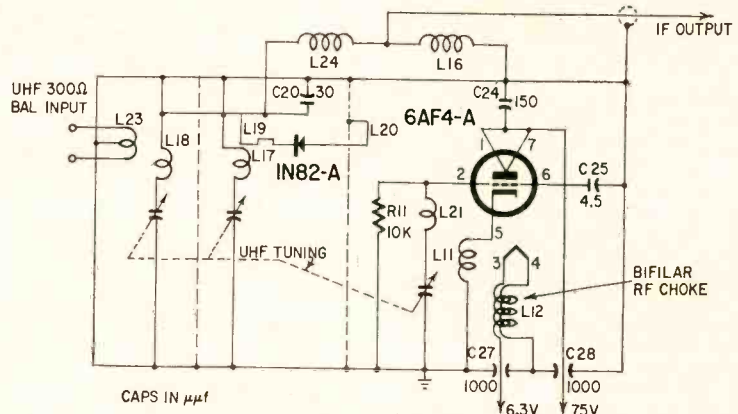 IF OUTPUT
L24
L16
UHF 300Ω
BAL INPUT
L23
C20
30
C24
150
6AF4-A
L18
L19
L17
L20
1N82-A
1
7
2
6
C25
4.5
R11
10K
L21
L11
5
3
4
UHF TUNING
BIFILAR
RF CHOKE
L12
C27
1000
C28
1000
CAPS IN µµf
6.3V
75V